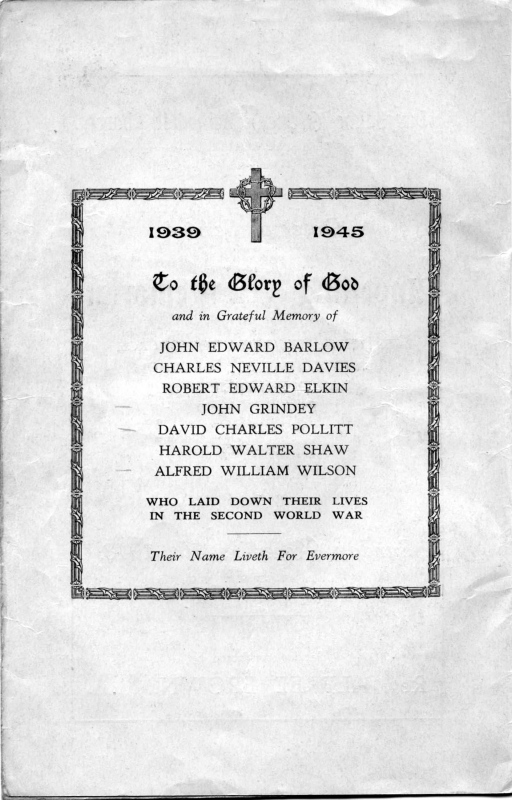 1939 1945
To the Glory of God
and in Grateful Memory of
JOHN EDWARD BARLOW
CHARLES NEVILLE DAVIES
ROBERT EDWARD ELKIN
JOHN GRINDEY
DAVID CHARLES POLLITT
HAROLD WALTER SHAW
ALFRED WILLIAM WILSON
WHO LAID DOWN THEIR LIVES
IN THE SECOND WORLD WAR
Their Name Liveth For Evermore